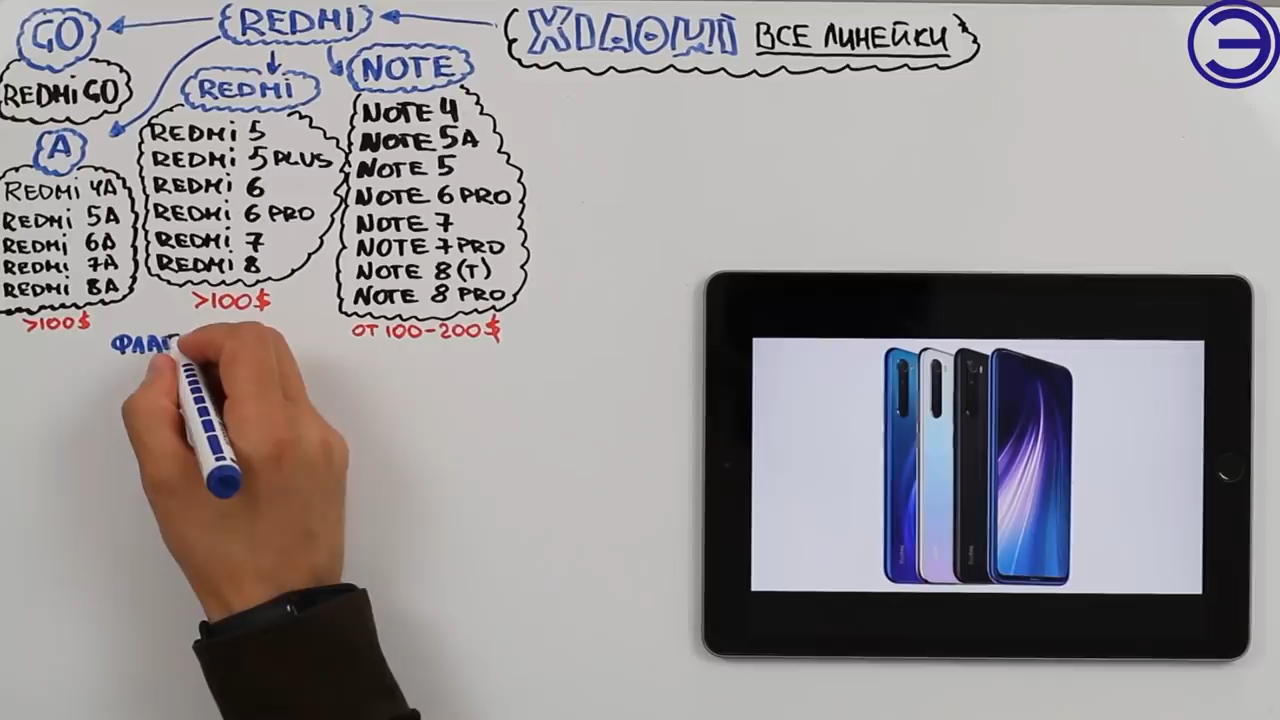 XIAOMI ВСЕ ЛИНЕЙКИ
REDMI
GO
REDMI GO
A
REDMI 4A
REDMI 5A
REDMI 6A
REDMI 7A
REDMI 8A
>100$
REDMI
REDMI 5
REDMI 5 PLUS
REDMI 6
REDMI 6 PRO
REDMI 7
REDMI 8
>100$
NOTE
NOTE 4
NOTE 5A
NOTE 5
NOTE 6 PRO
NOTE 7
NOTE 7 PRO
NOTE 8 (T)
NOTE 8 PRO
ОТ 100-200$
ФЛАГ
Э